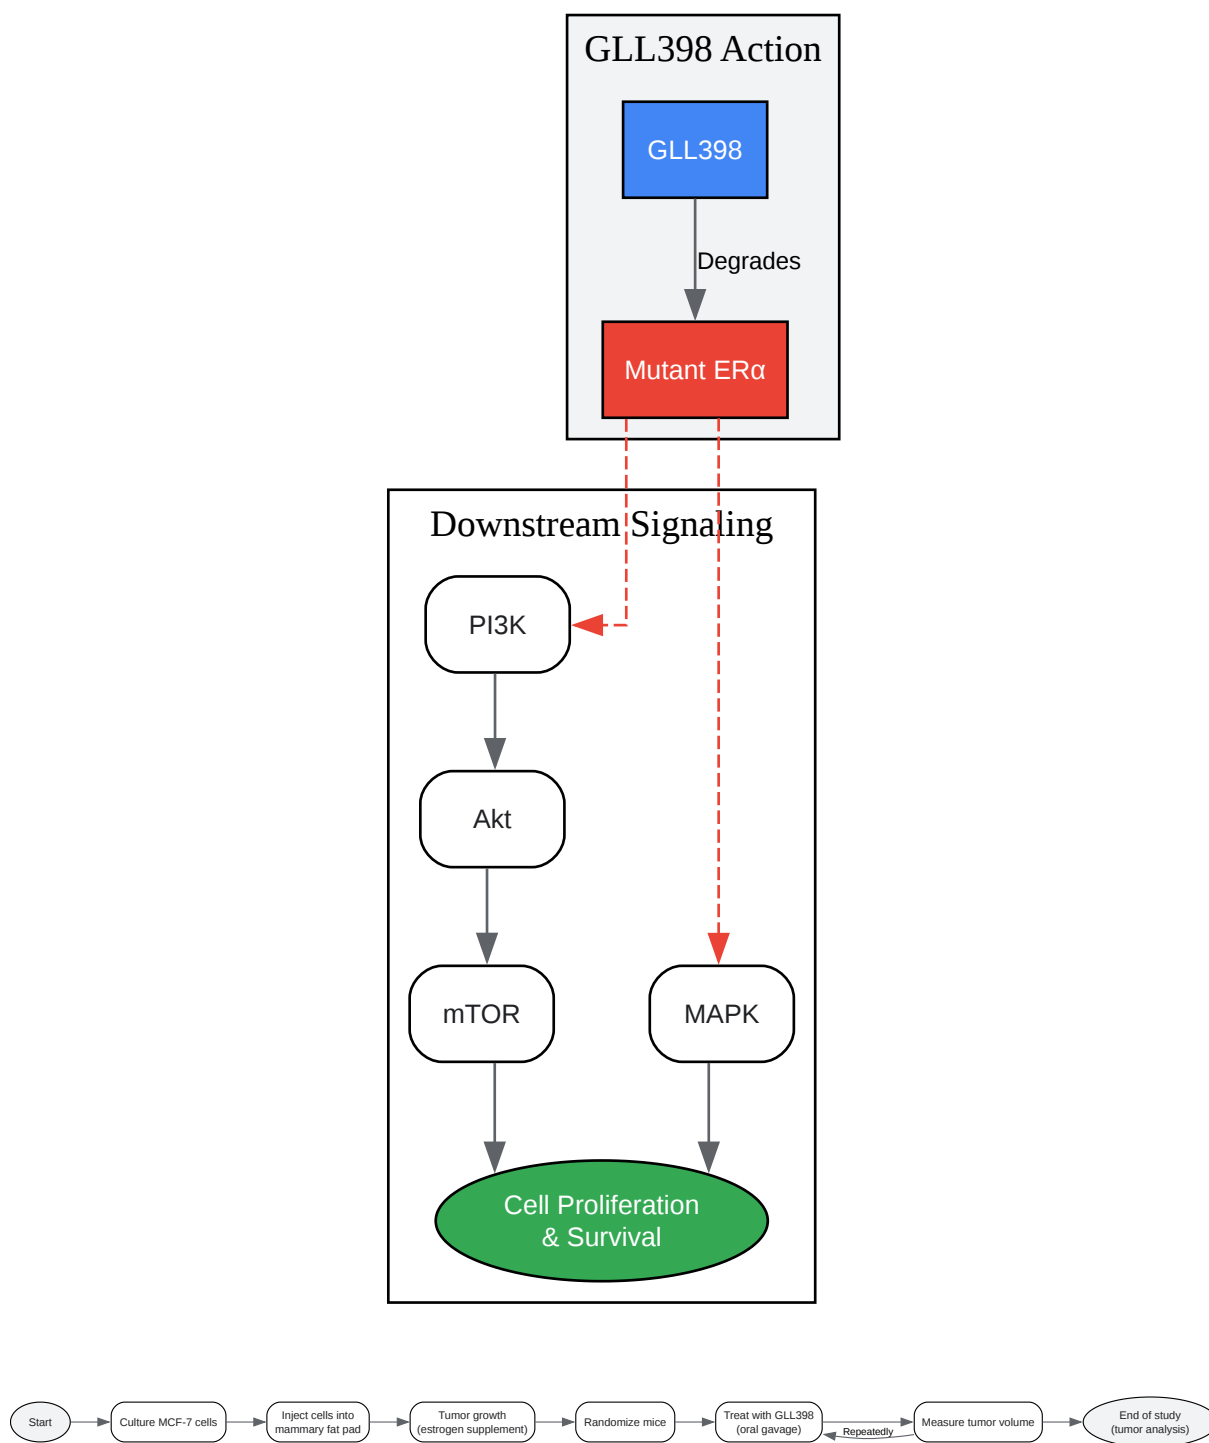 GLL398 Action
GLL398
Degrades
Mutant ERα
Downstream Signaling
PI3K
Akt
mTOR
MAPK
Cell Proliferation
& Survival
Start
Culture MCF-7 cells
Inject cells into
mammary fat pad
Tumor growth
(estrogen supplement)
Randomize mice
Treat with GLL398
(oral gavage)
Repeatedly
Measure tumor volume
End of study
(tumor analysis)